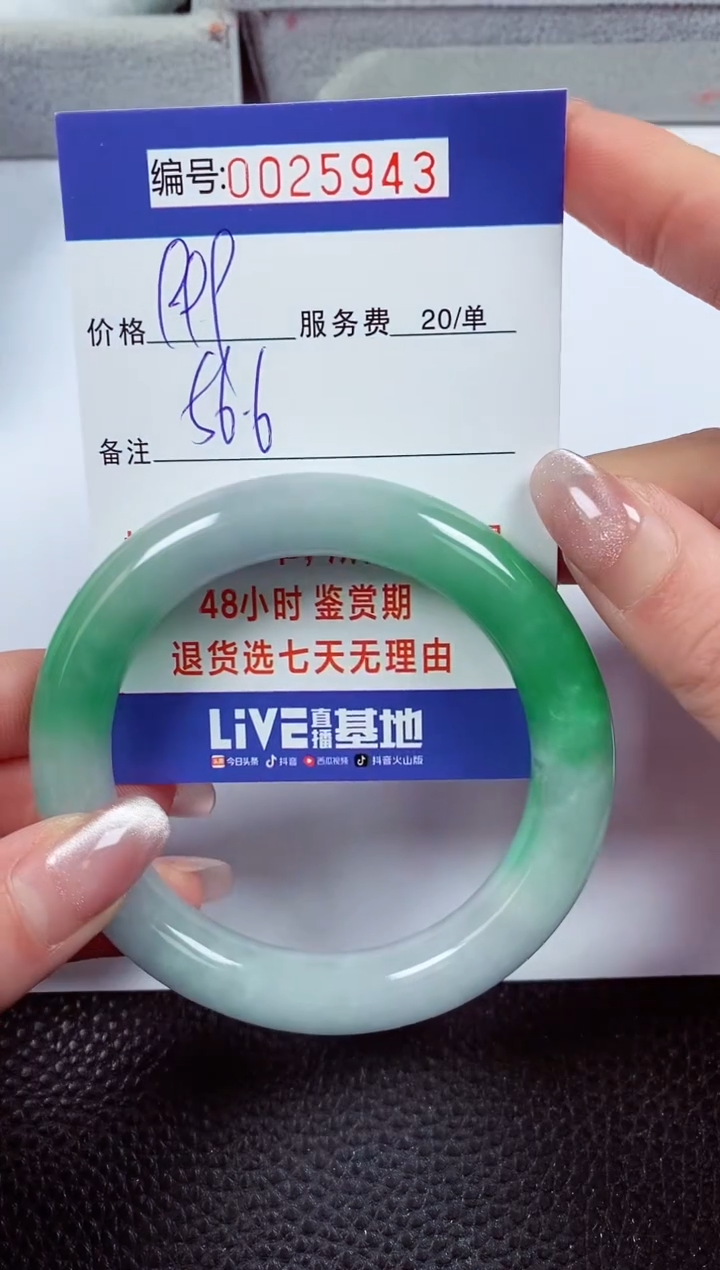 编号:0025943
价格 服务费 20/单
56.6
备注
48小时 鉴赏期
退货选七天无理由
LiVE直播基地
今日头条 抖音 西瓜视频 抖音火山版